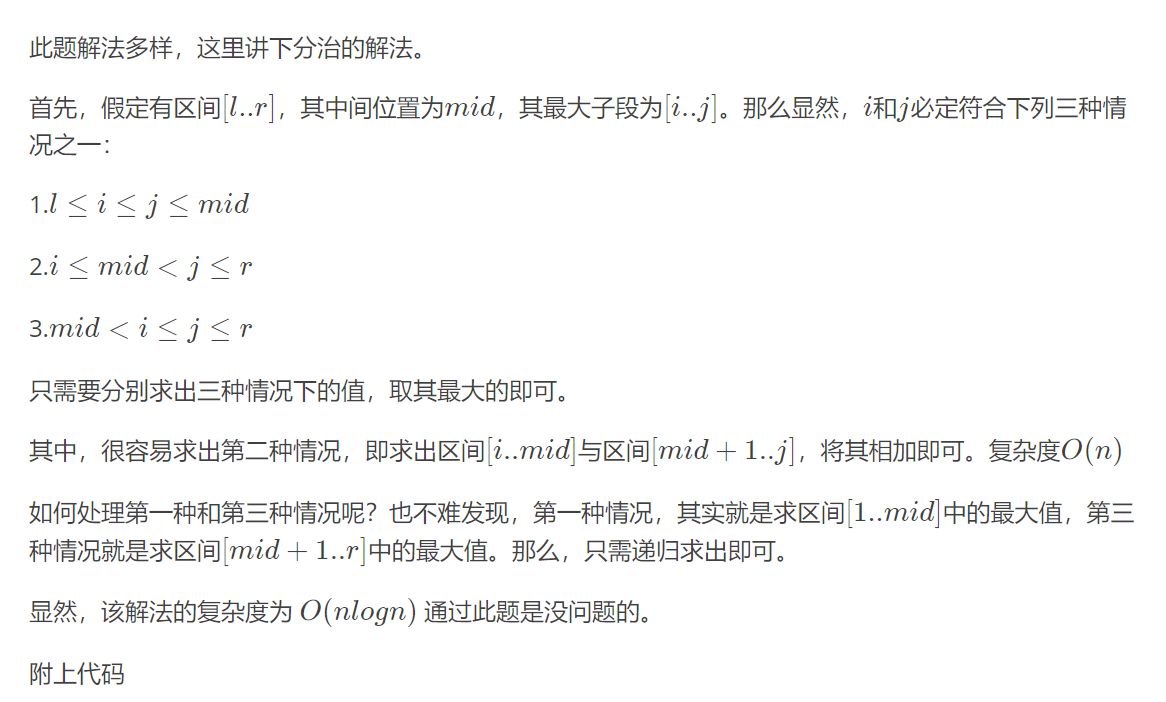 此题解法多样，这里讲下分治的解法。
首先，假定有区间[l..r]，其中间位置为mid，其最大子段为[i..j]。那么显然，i和j必定符合下列三种情
况之一：
1.l ≤ i ≤ j ≤ mid
2.i ≤ mid < j ≤ r
3.mid < i ≤ j ≤ r
只需要分别求出三种情况下的值，取其最大的即可。
其中，很容易求出第二种情况，即求出区间[i..mid]与区间[mid + 1..j]，将其相加即可。复杂度O(n)
如何处理第一种和第三种情况呢？也不难发现，第一种情况，其实就是求区间[1..mid]中的最大值，第三
种情况就是求区间[mid + 1..r]中的最大值。那么，只需递归求出即可。
显然，该解法的复杂度为 O(nlogn) 通过此题是没问题的。
附上代码